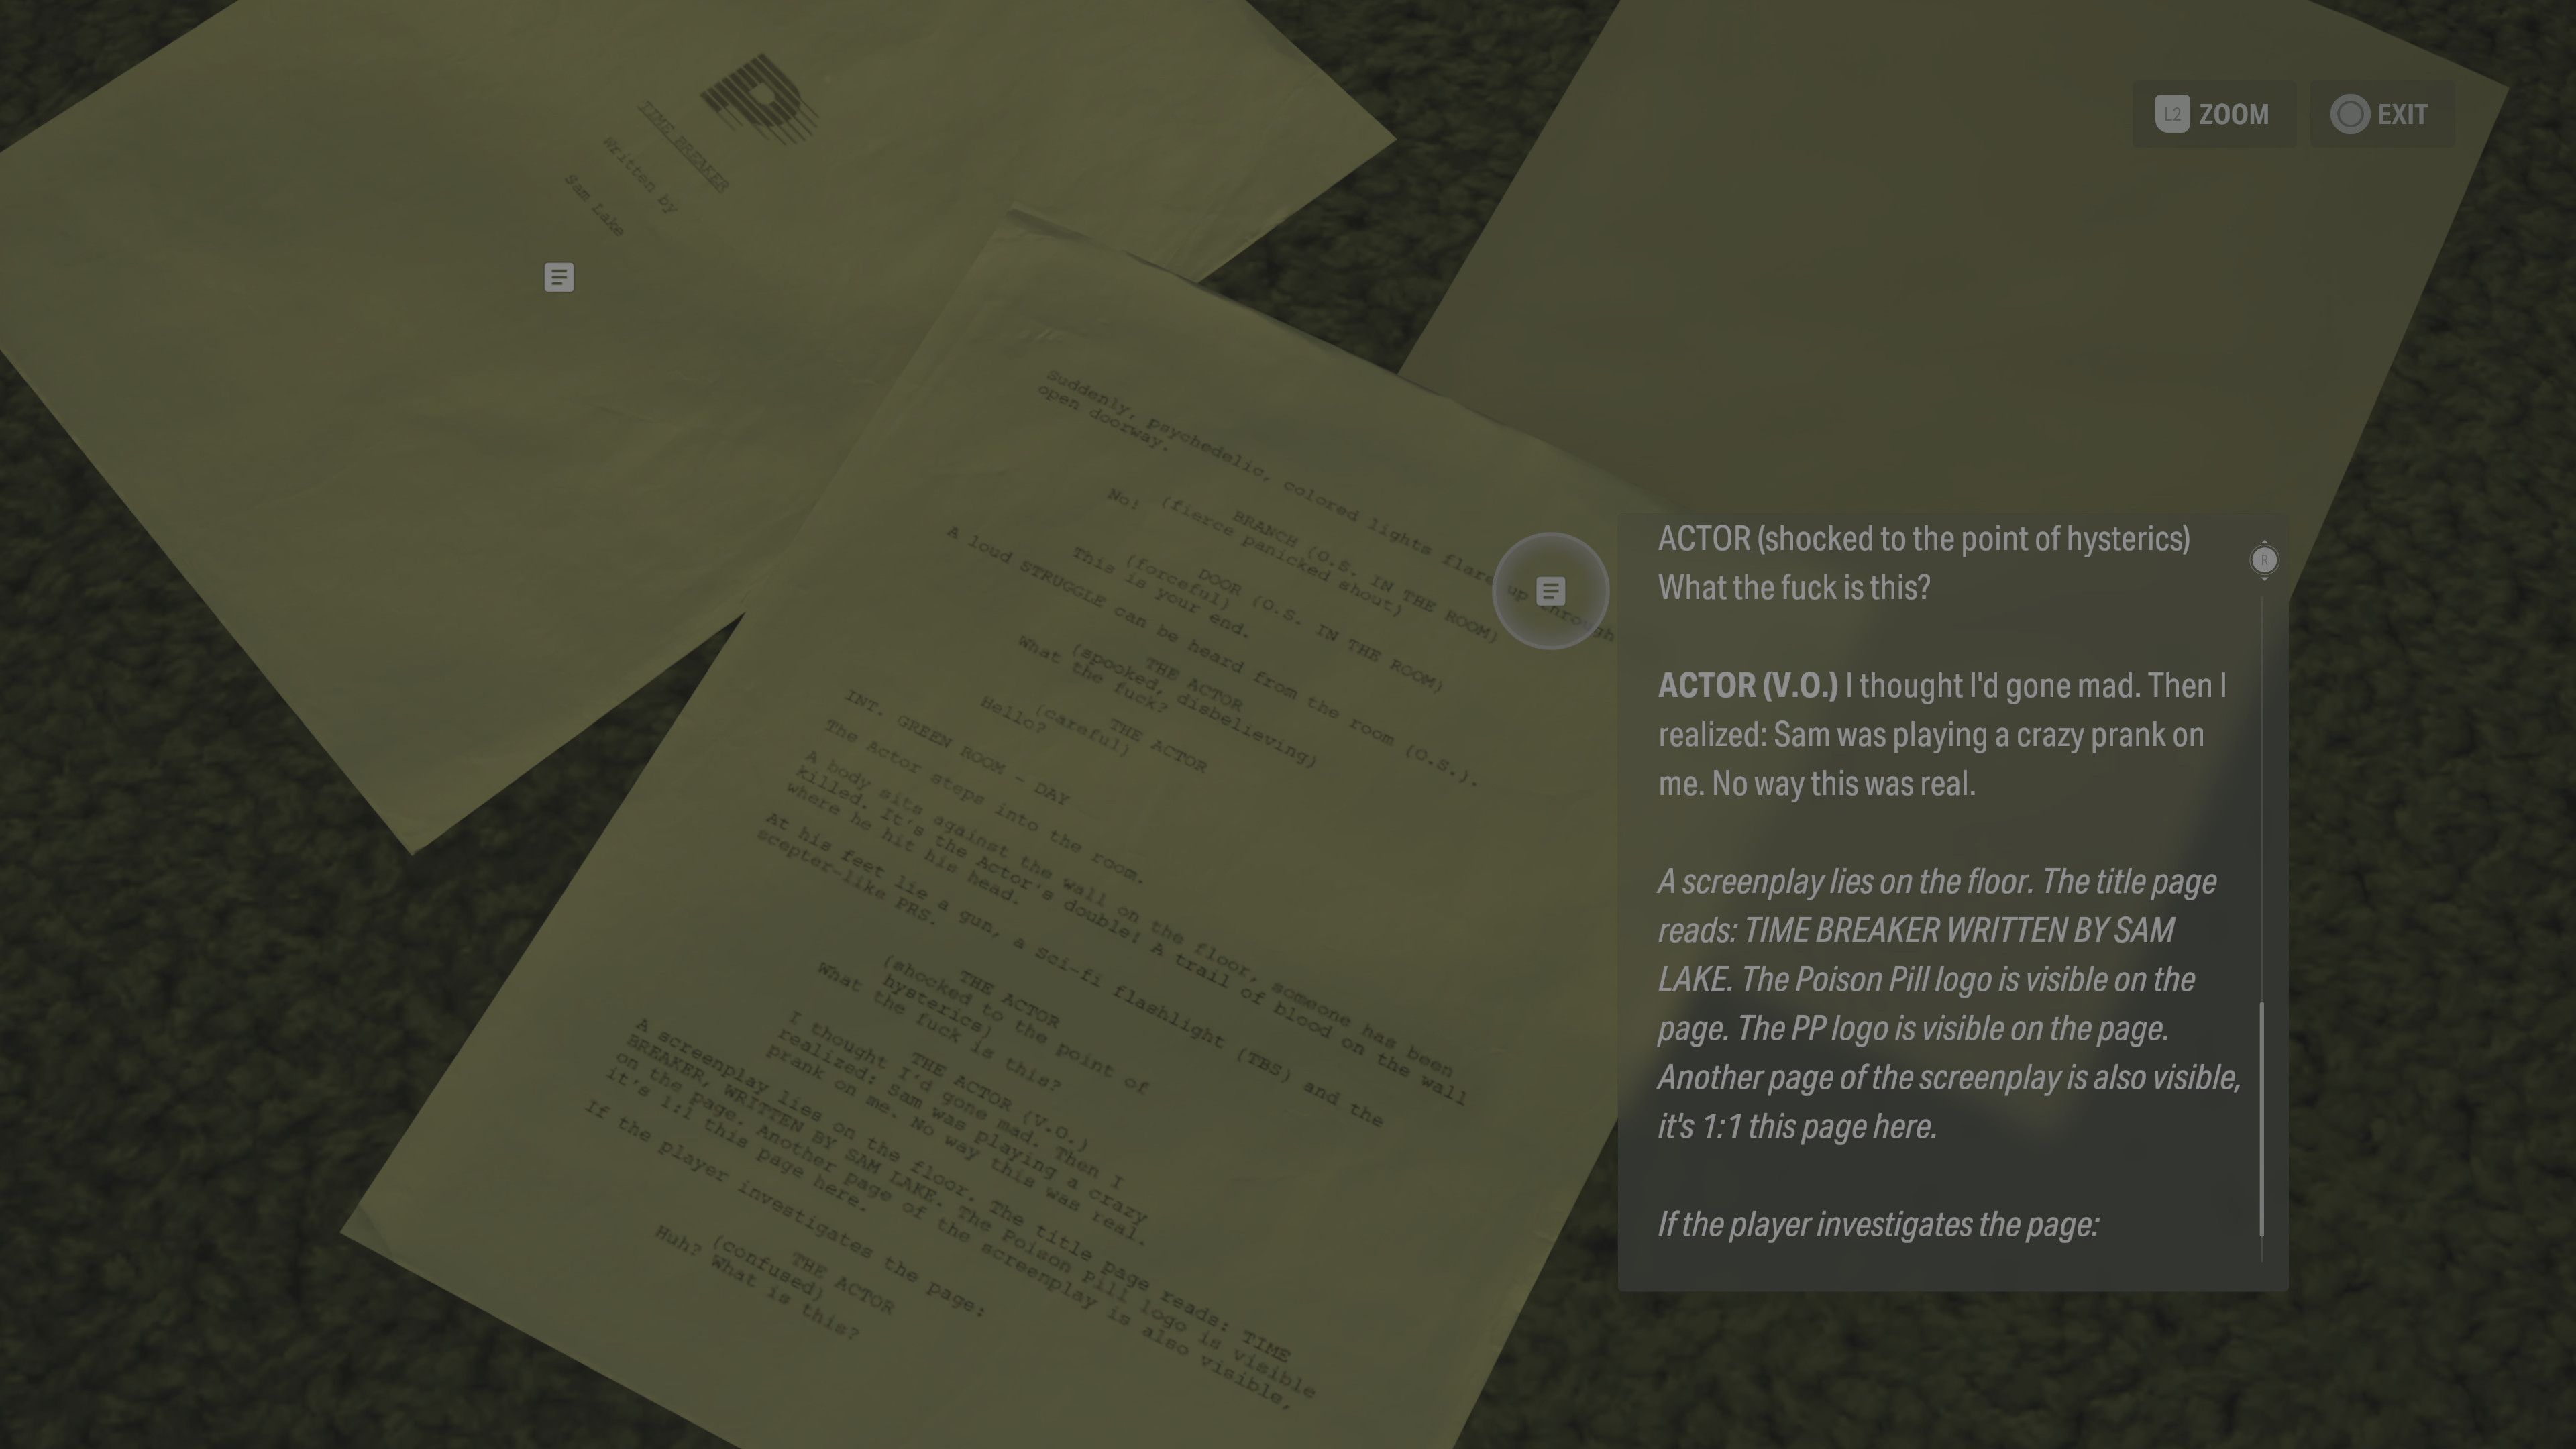 TIME BREAKER
Written by
Sam Lake
Suddenly, psychedelic, colored lights flare up through
open doorway.
BRANCH (O.S. IN THE ROOM)
(fierce panicked shout)
No!
DOOR (O.S. IN THE ROOM)
(forceful)
This is your end.
A loud STRUGGLE can be heard from the room (O.S.).
THE ACTOR
(spooked, disbelieving)
What the fuck?
THE ACTOR
(careful)
Hello?
INT. GREEN ROOM - DAY
The Actor steps into the room.
A body sits against the wall on the floor, someone has been
killed. It's the Actor's double! A trail of blood on the wall
where he hit his head.
At his feet lie a gun, a Sci-fi flashlight (TBS) and the
scepter-like PRS.
THE ACTOR
(shocked to the point of
hysterics)
What the fuck is this?
THE ACTOR (V.O.)
I thought I'd gone mad. Then I
realized: Sam was playing a crazy
prank on me. No way this was real.
A screenplay lies on the floor. The title page reads: TIME
BREAKER, WRITTEN BY SAM LAKE. The Poison Pill logo is visible
on the page. Another page of the screenplay is also visible,
it's 1:1 this page here.
If the player investigates the page:
THE ACTOR
(confused)
Huh? What is this?
L2 ZOOM
EXIT
ACTOR (shocked to the point of hysterics)
What the fuck is this?
R
ACTOR (V.O.) I thought I'd gone mad. Then I
realized: Sam was playing a crazy prank on
me. No way this was real.
A screenplay lies on the floor. The title page
reads: TIME BREAKER WRITTEN BY SAM
LAKE. The Poison Pill logo is visible on the
page. The PP logo is visible on the page.
Another page of the screenplay is also visible,
it's 1:1 this page here.
If the player investigates the page: